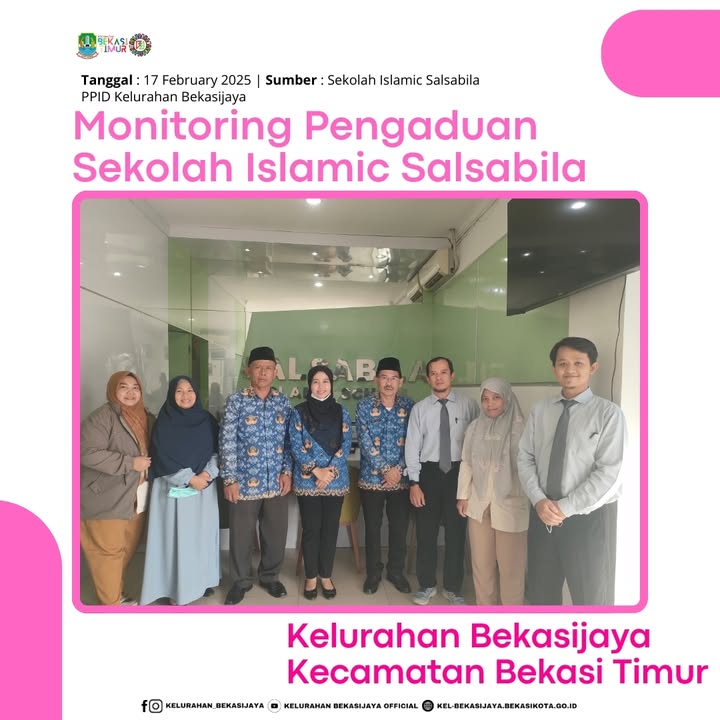 BEKASI
TIMUR
Tanggal : 17 February 2025 | Sumber : Sekolah Islamic Salsabila
PPID Kelurahan Bekasijaya
Monitoring Pengaduan
Sekolah Islamic Salsabila
Kelurahan Bekasijaya
Kecamatan Bekasi Timur
KELURAHAN_BEKASIJAYA KELURAHAN BEKASIJAYA OFFICIAL KEL-BEKASIJAYA.BEKASIKOTA.GO.ID